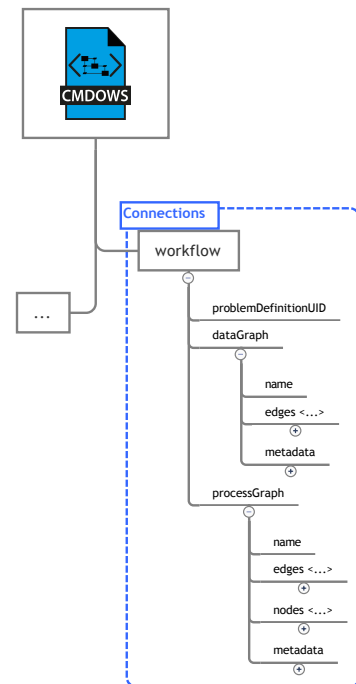 CMDOWS
Connections
workflow
...
problemDefinitionUID
dataGraph
name
edges <...>
metadata
processGraph
name
edges <...>
nodes <...>
metadata